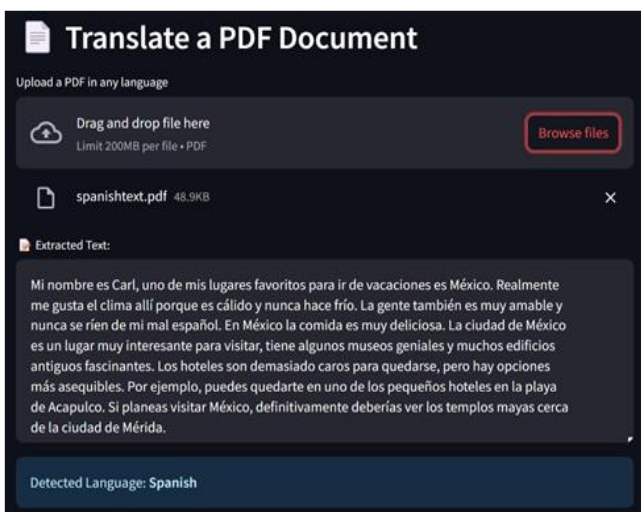 Translate a PDF Document
Upload a PDF in any language
Drag and drop file here
Limit 200MB per file • PDF
Browse files
spanishtext.pdf 48.9KB
Extracted Text:
Mi nombre es Carl, uno de mis lugares favoritos para ir de vacaciones es México. Realmente
me gusta el clima allí porque es cálido y nunca hace frío. La gente también es muy amable y
nunca se ríen de mi mal español. En México la comida es muy deliciosa. La ciudad de México
es un lugar muy interesante para visitar, tiene algunos museos geniales y muchos edificios
antiguos fascinantes. Los hoteles son demasiado caros para quedarse, pero hay opciones
más asequibles. Por ejemplo, puedes quedarte en uno de los pequeños hoteles en la playa
de Acapulco. Si planeas visitar México, definitivamente deberías ver los templos mayas cerca
de la ciudad de Mérida.
Detected Language: Spanish